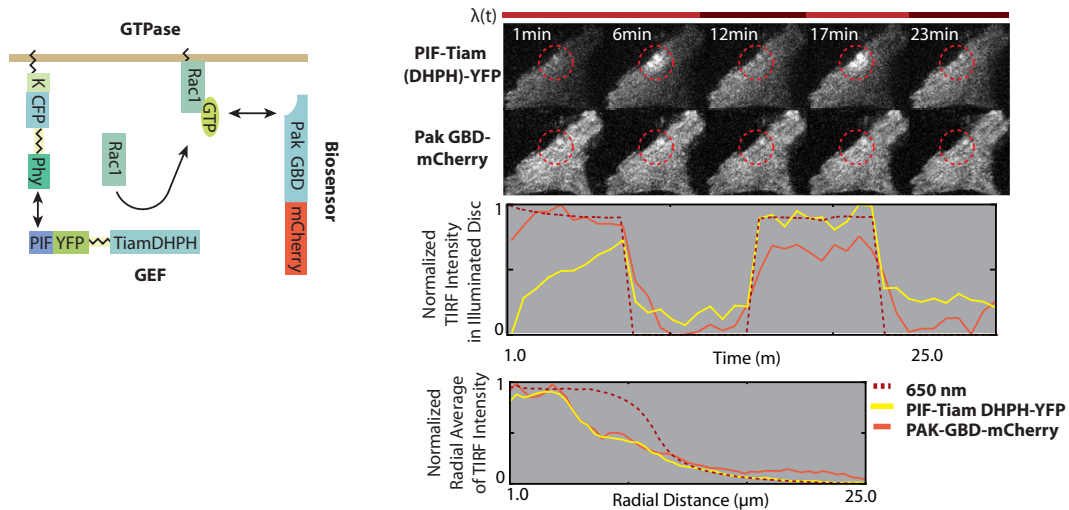 GTPase
K
CFP
Phy
PIF
YFP
TiamDHPH
GEF
Rac1
Rac1
GTP
Pak GBD
mCherry
Biosensor
λ(t)
1min
6min
12min
17min
23min
PIF-Tiam
(DHPH)-YFP
Pak GBD-
mCherry
Normalized
TIRF Intensity
in Illuminated Disc
1
0
1.0
Time (m)
25.0
Normalized
Radial Average
of TIRF Intensity
1
0
1.0
Radial Distance (µm)
25.0
650 nm
PIF-Tiam DHPH-YFP
PAK-GBD-mCherry